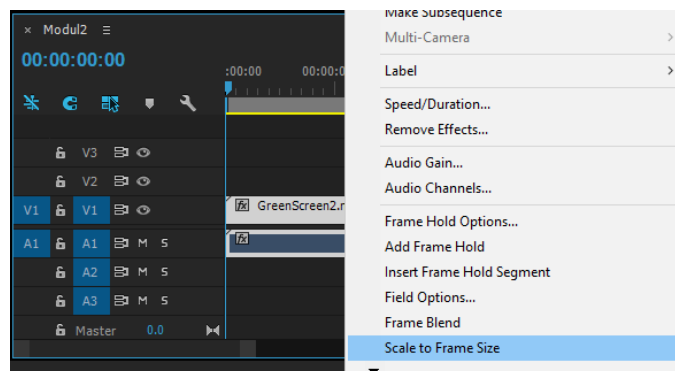 × Modul2 ≡
00:00:00:00
:00:00 00:00:0
V3
V2
V1 V1 fx GreenScreen2.
A1 A1 M S fx
A2 M S
A3 M S
Master 0.0
Make Subsequence
Multi-Camera >
Label >
Speed/Duration...
Remove Effects...
Audio Gain...
Audio Channels...
Frame Hold Options...
Add Frame Hold
Insert Frame Hold Segment
Field Options...
Frame Blend
Scale to Frame Size